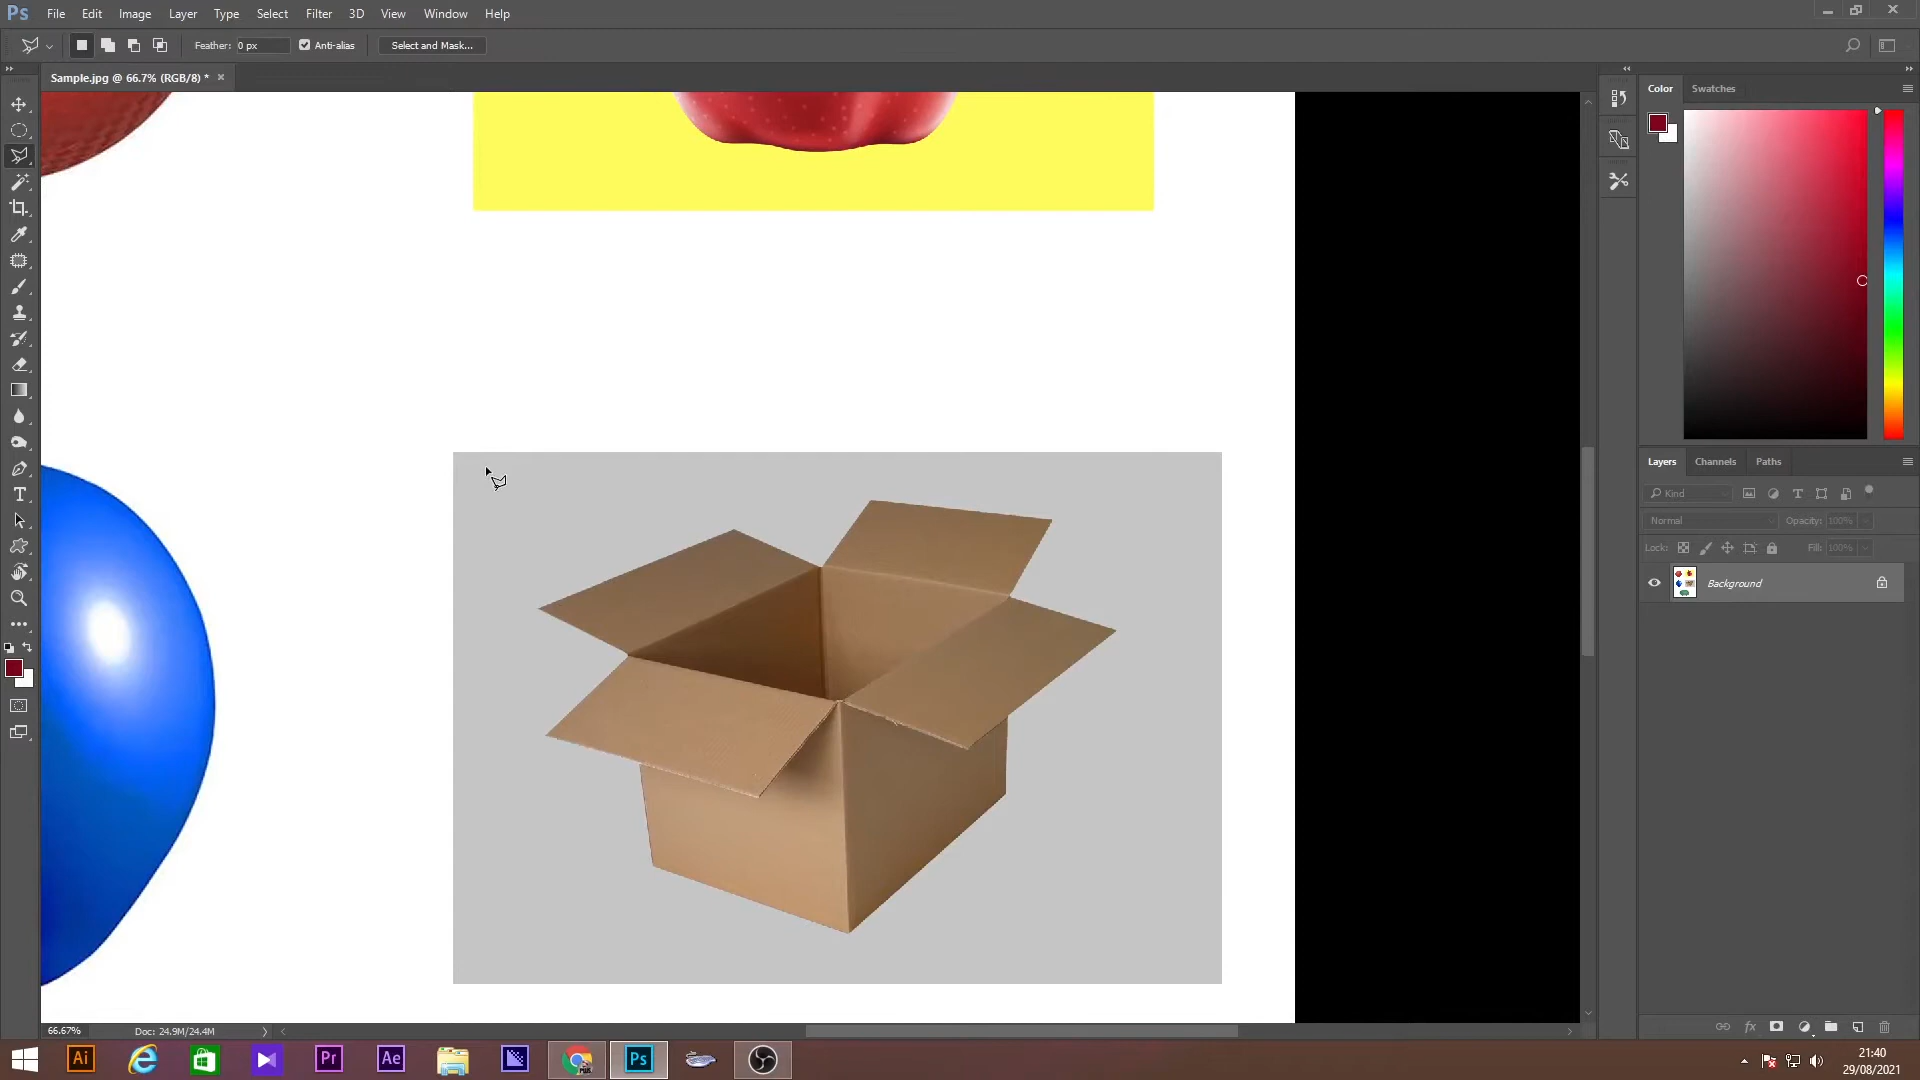 Ps File Edit Image Layer Type Select Filter 3D View Window Help
Feather: 0 px Anti-alias Select and Mask...
Sample.jpg @ 66.7% (RGB/8) *
Color Swatches
Layers Channels Paths
Kind
Normal Opacity: 100%
Lock: Fill: 100%
Background
66.67% Doc: 24.9M/24.4M
Ai Pr Ae Ps
21:40
29/08/2021